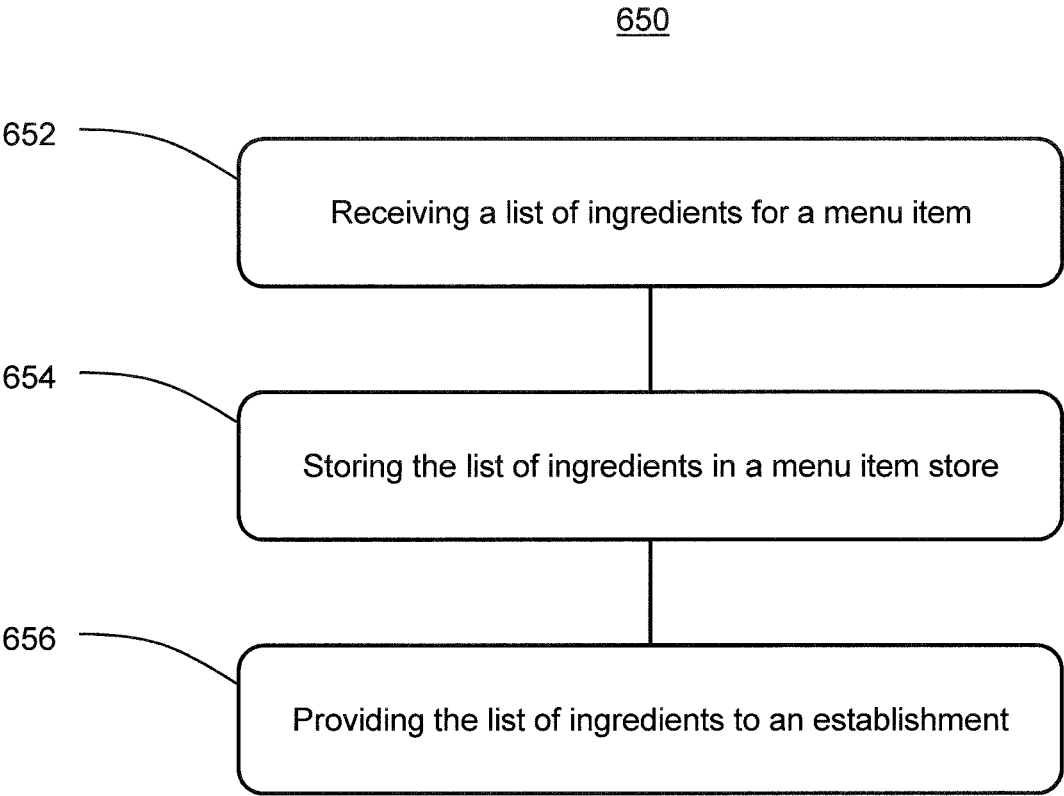 650
652
Receiving a list of ingredients for a menu item
654
Storing the list of ingredients in a menu item store
656
Providing the list of ingredients to an establishment